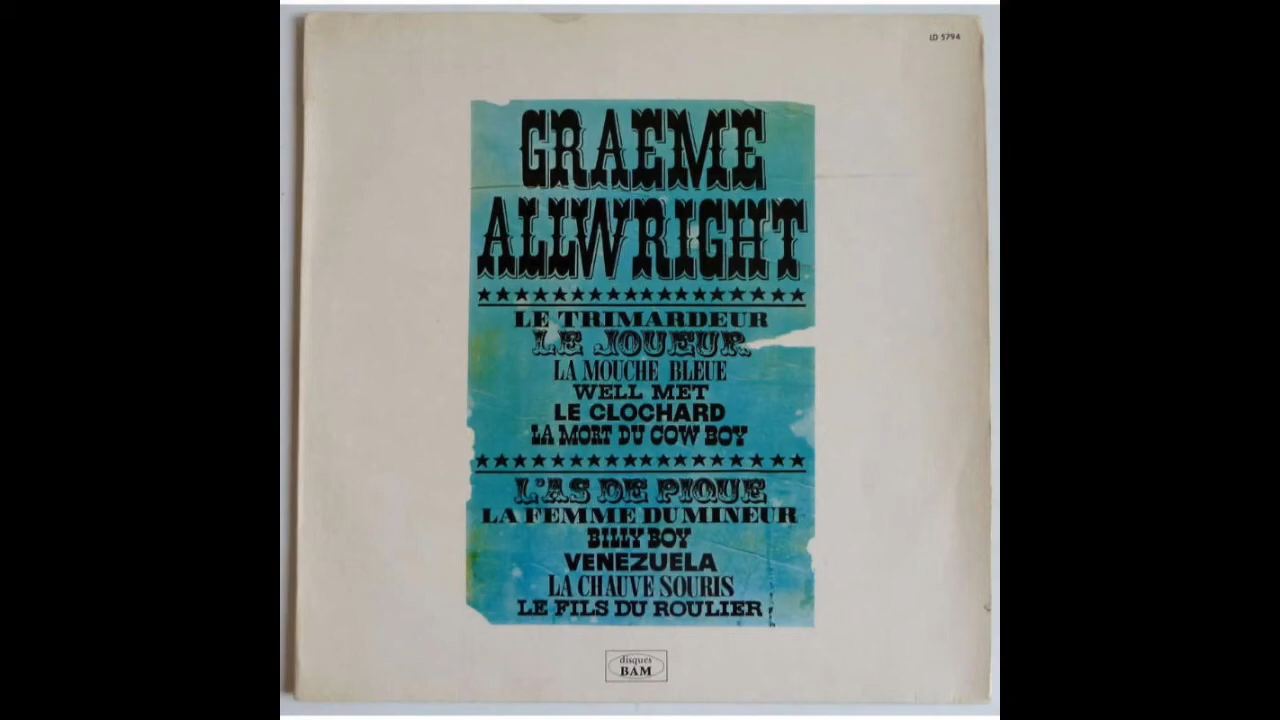 LD 5794
GRAEME
ALLWRIGHT
LE TRIMARDEUR
LE JOUEUR
LA MOUCHE BLEUE
WELL MET
LE CLOCHARD
LA MORT DU COW BOY
L'AS DE PIQUE
LA FEMME DU MINEUR
BILLY BOY
VENEZUELA
LA CHAUVE SOURIS
LE FILS DU ROULIER
disques
BAM